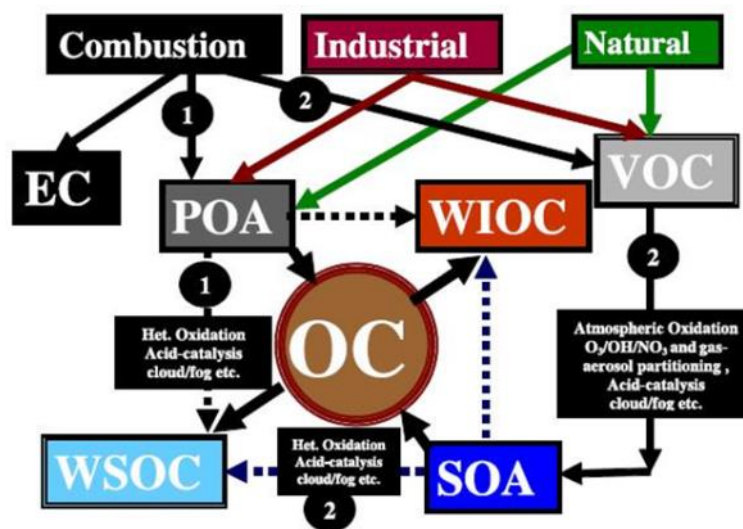 Combustion
Industrial
Natural
1
2
EC
POA
WIOC
VOC
1
2
Het. Oxidation
Acid-catalysis
cloud/fog etc.
OC
Atmospheric Oxidation
O₃/OH/NO₃ and gas-
aerosol partitioning ,
Acid-catalysis
cloud/fog etc.
WSOC
Het. Oxidation
Acid-catalysis
cloud/fog etc.
2
SOA